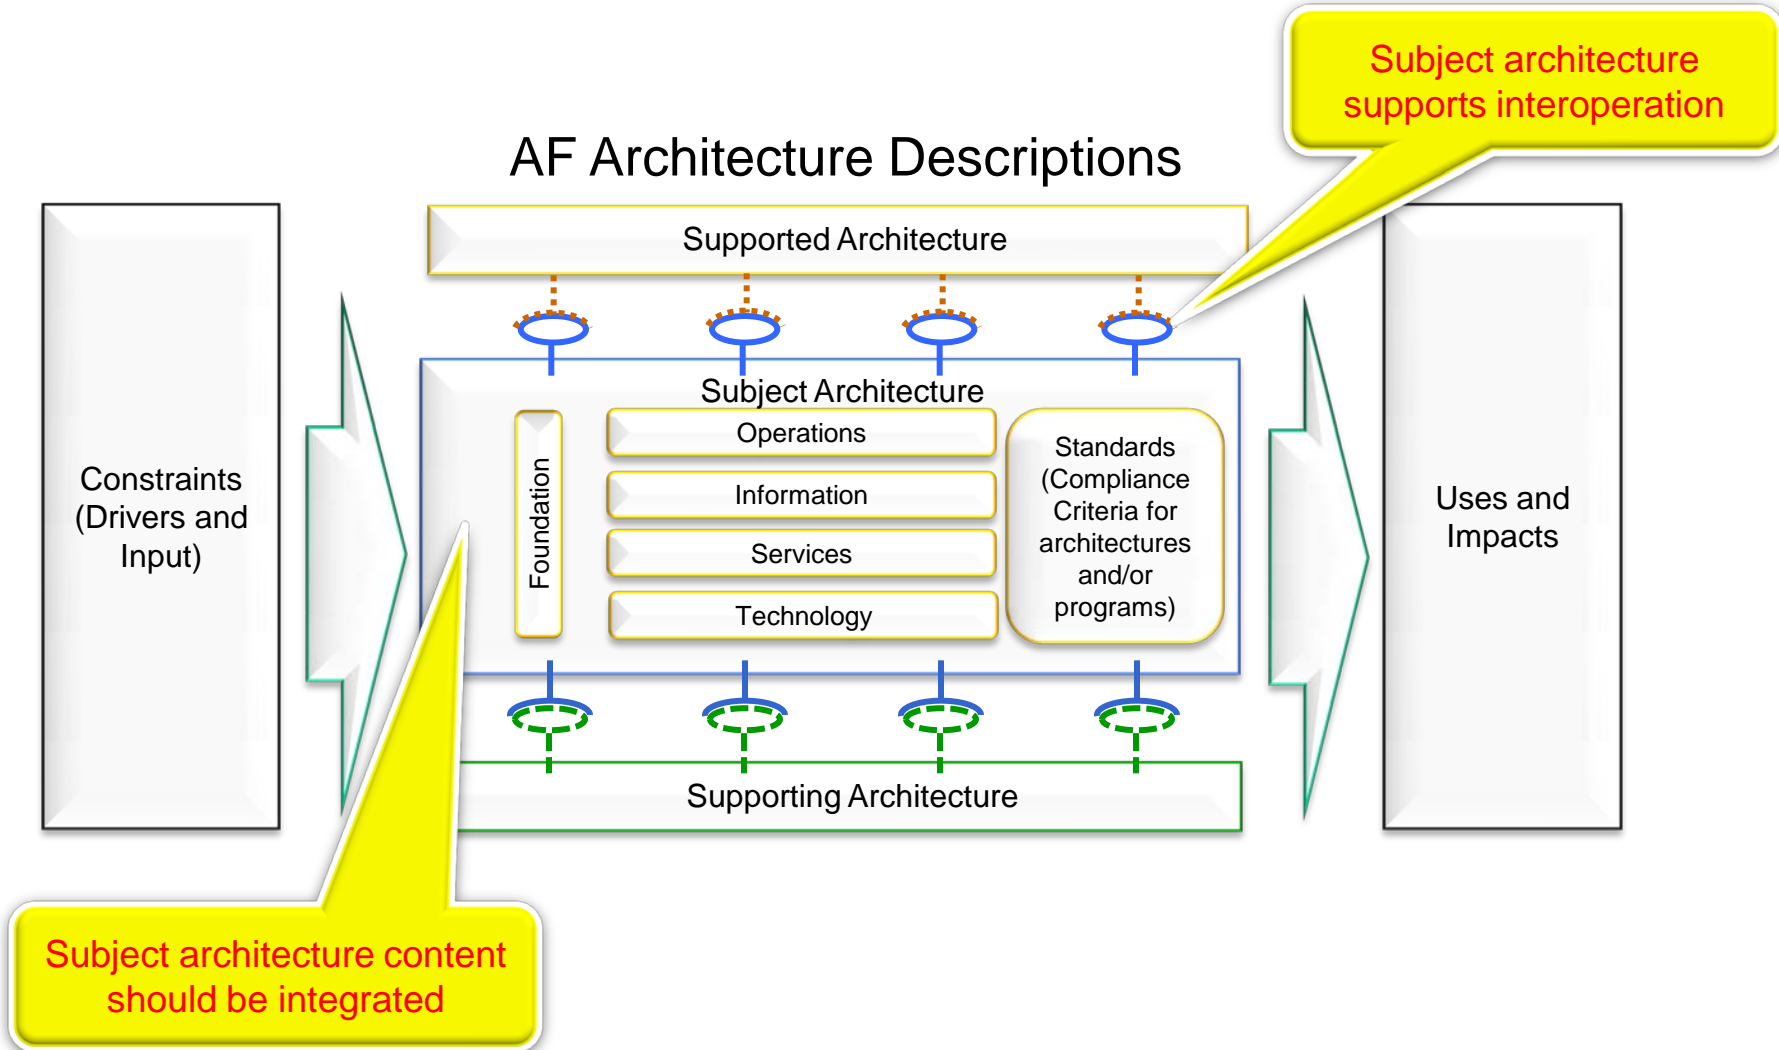 Subject architecture
supports interoperation
AF Architecture Descriptions
Supported Architecture
Constraints
(Drivers and
Input)
Subject Architecture
Foundation
Operations
Information
Services
Technology
Standards
(Compliance
Criteria for
architectures
and/or
programs)
Uses and
Impacts
Supporting Architecture
Subject architecture content
should be integrated